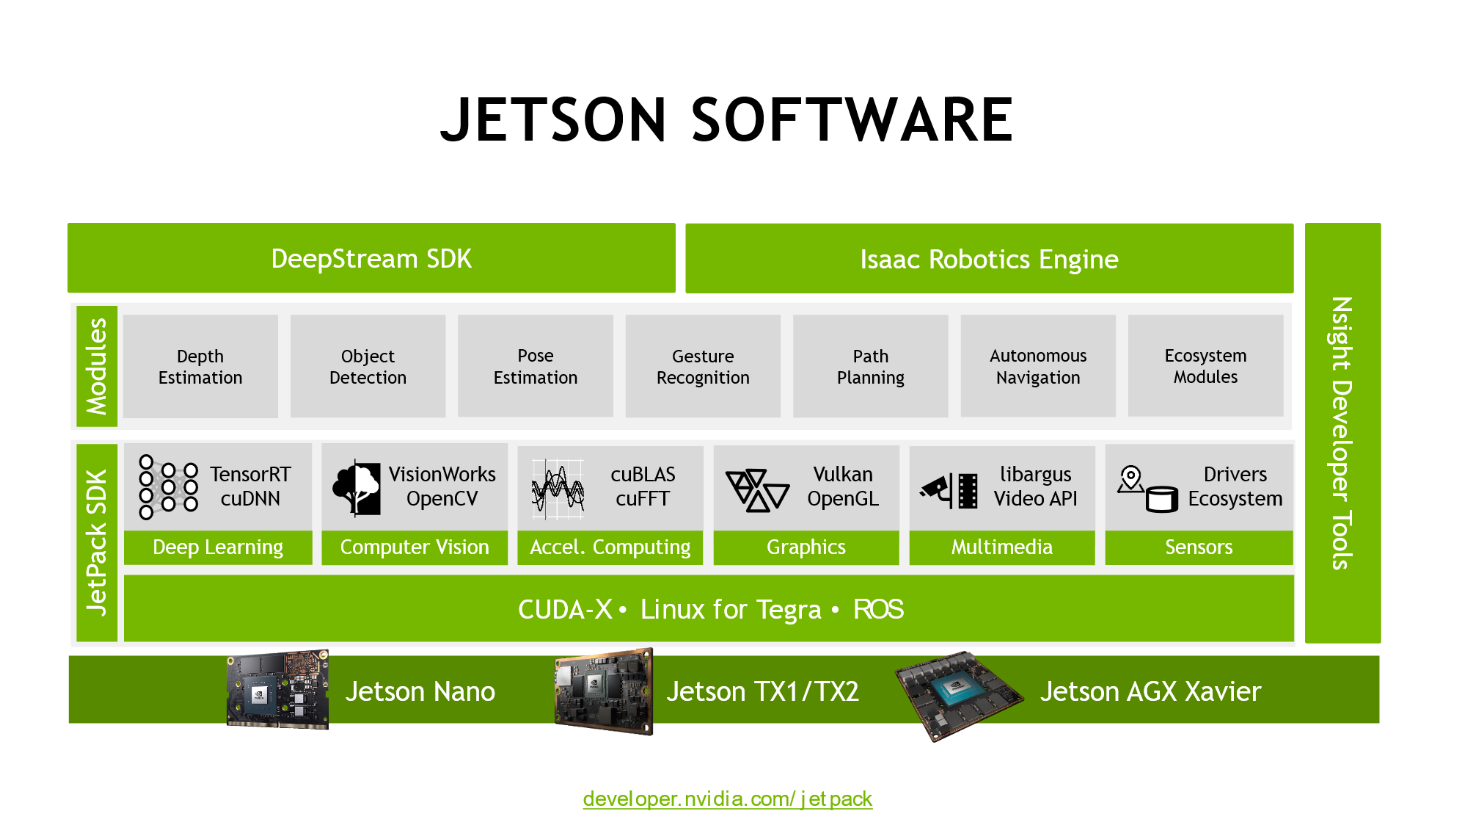 JETSON SOFTWARE
DeepStream SDK
Isaac Robotics Engine
Nsight Developer Tools
Modules
Depth
Estimation
Object
Detection
Pose
Estimation
Gesture
Recognition
Path
Planning
Autonomous
Navigation
Ecosystem
Modules
JetPack SDK
TensorRT
cuDNN
Deep Learning
VisionWorks
OpenCV
Computer Vision
cuBLAS
cuFFT
Accel. Computing
Vulkan
OpenGL
Graphics
libargus
Video API
Multimedia
Drivers
Ecosystem
Sensors
CUDA-X • Linux for Tegra • ROS
Jetson Nano
Jetson TX1/TX2
Jetson AGX Xavier
developer.nvidia.com/jetpack